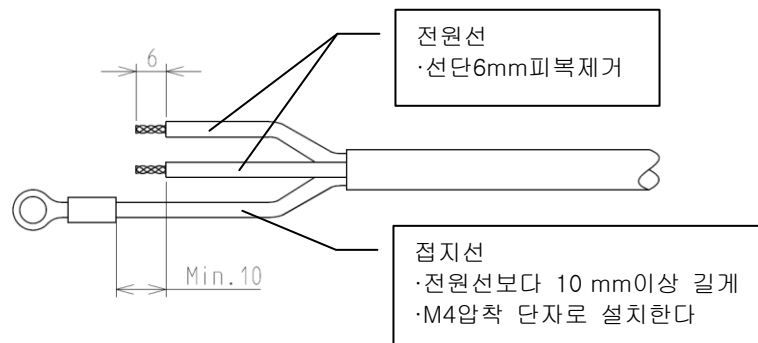 전원선
·선단6mm피복제거
6
접지선
·전원선보다 10 mm이상 길게
·M4압착 단자로 설치한다
Min.10